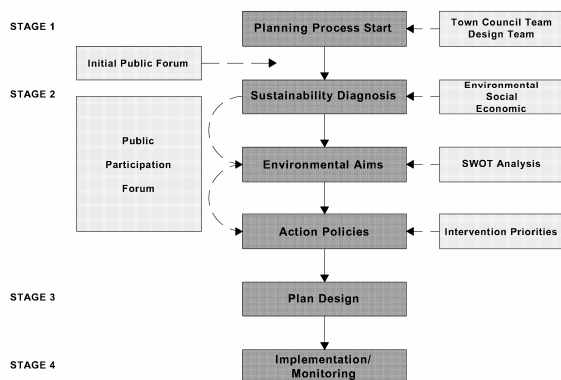 STAGE 1
Planning Process Start
Town Council Team
Design Team
Initial Public Forum
STAGE 2
Sustainability Diagnosis
Environmental
Social
Economic
Public
Participation
Forum
Environmental Aims
SWOT Analysis
Action Policies
Intervention Priorities
STAGE 3
Plan Design
STAGE 4
Implementation/
Monitoring